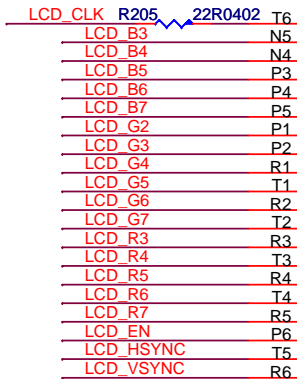 LCD_CLK R205 22R0402 T6
LCD_B3 N5
LCD_B4 N4
LCD_B5 P3
LCD_B6 P4
LCD_B7 P5
LCD_G2 P1
LCD_G3 P2
LCD_G4 R1
LCD_G5 T1
LCD_G6 R2
LCD_G7 T2
LCD_R3 R3
LCD_R4 T3
LCD_R5 R4
LCD_R6 T4
LCD_R7 R5
LCD_EN P6
LCD_HSYNC T5
LCD_VSYNC R6